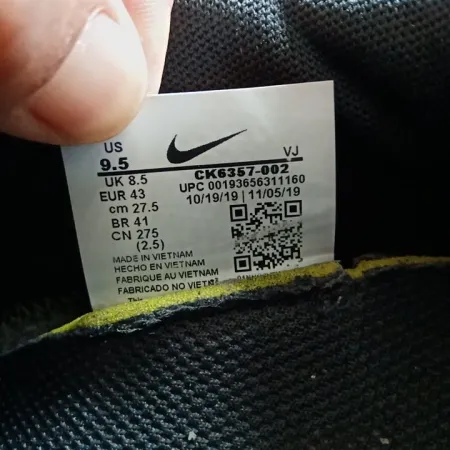 US
9.5
UK 8.5
EUR 43
cm 27.5
BR 41
CN 275
(2.5)
VJ
CK6357-002
UPC 00193656311160
10/19/19 | 11/05/19
MADE IN VIETNAM
HECHO EN VIETNAM
FABRIQUE AU VIETNAM
FABRICADO NO